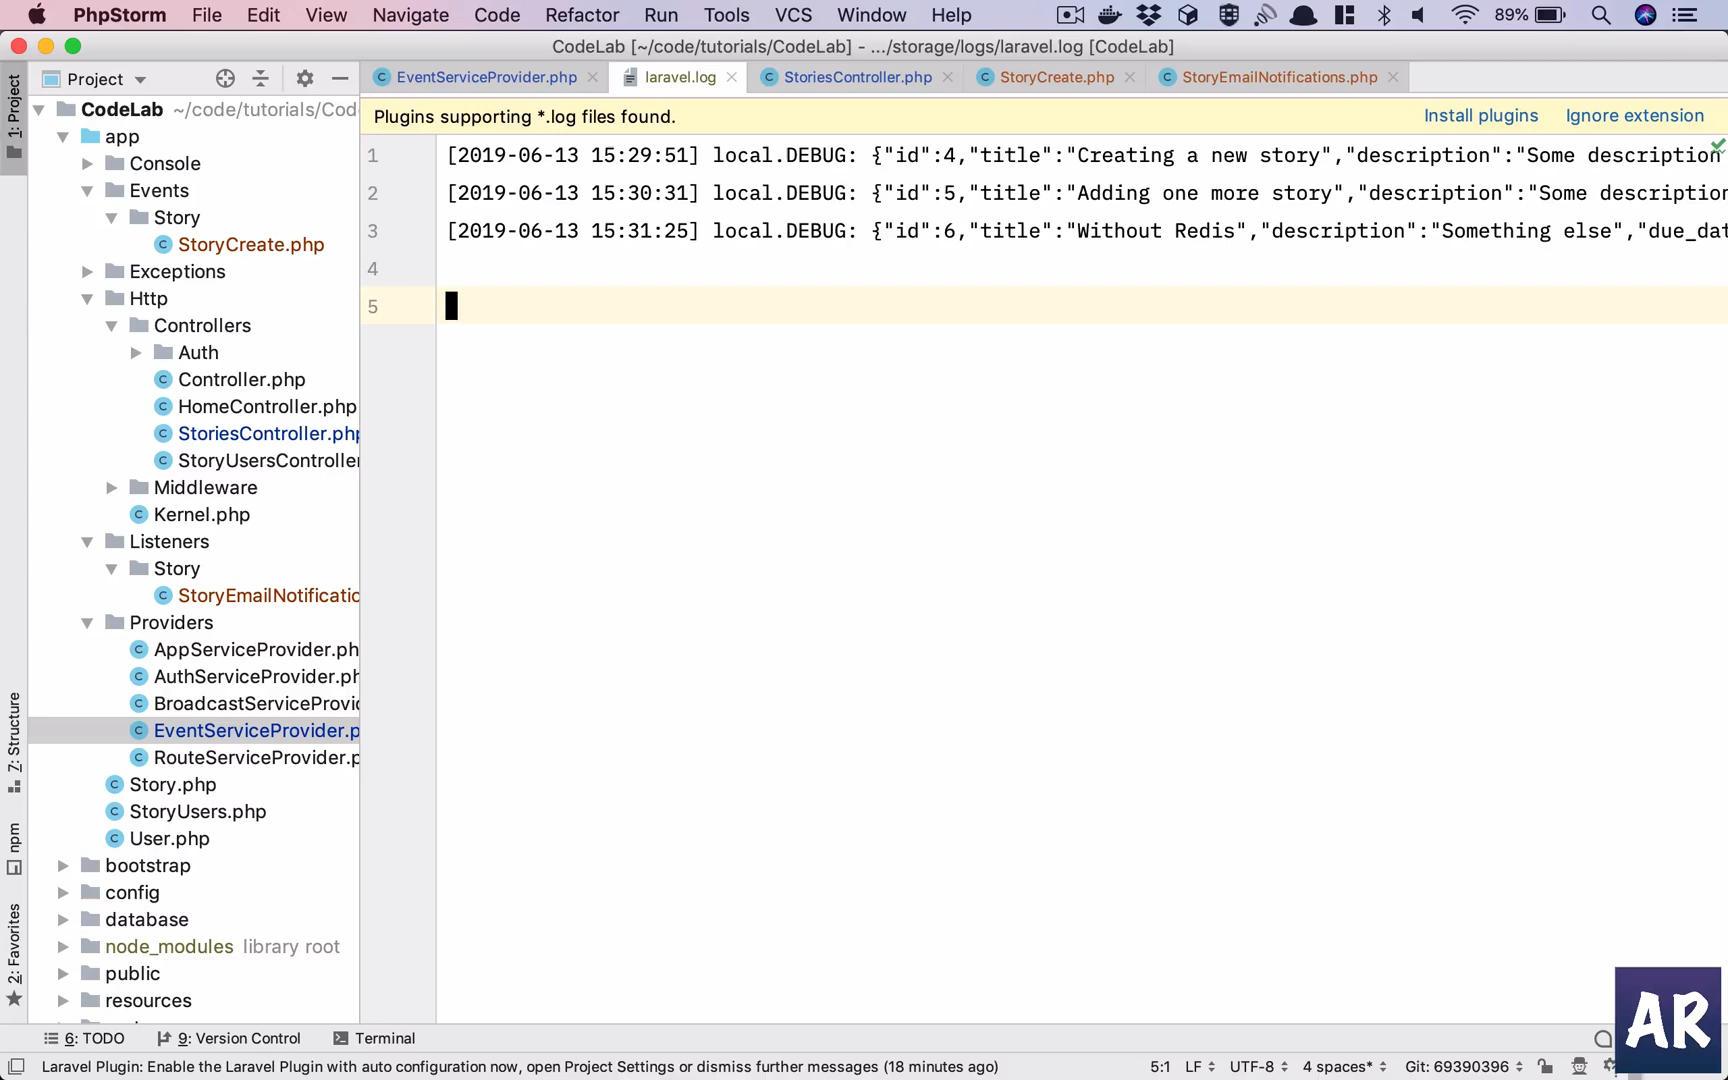 PhpStorm File Edit View Navigate Code Refactor Run Tools VCS Window Help 89%
CodeLab [~/code/tutorials/CodeLab] - .../storage/logs/laravel.log [CodeLab]
Project
EventServiceProvider.php laravel.log StoriesController.php StoryCreate.php StoryEmailNotifications.php
Plugins supporting *.log files found. Install plugins Ignore extension
1: Project
Z: Structure
npm
2: Favorites
CodeLab ~/code/tutorials/Cod
app
Console
Events
Story
StoryCreate.php
Exceptions
Http
Controllers
Auth
Controller.php
HomeController.php
StoriesController.php
StoryUsersController
Middleware
Kernel.php
Listeners
Story
StoryEmailNotificatio
Providers
AppServiceProvider.ph
AuthServiceProvider.ph
BroadcastServiceProvid
EventServiceProvider.p
RouteServiceProvider.p
Story.php
StoryUsers.php
User.php
bootstrap
config
database
node_modules library root
public
resources
1 [2019-06-13 15:29:51] local.DEBUG: {"id":4,"title":"Creating a new story","description":"Some description
2 [2019-06-13 15:30:31] local.DEBUG: {"id":5,"title":"Adding one more story","description":"Some description
3 [2019-06-13 15:31:25] local.DEBUG: {"id":6,"title":"Without Redis","description":"Something else","due_dat
4
5
6: TODO 9: Version Control Terminal
Laravel Plugin: Enable the Laravel Plugin with auto configuration now, open Project Settings or dismiss further messages (18 minutes ago) 5:1 LF UTF-8 4 spaces* Git: 69390396
AR